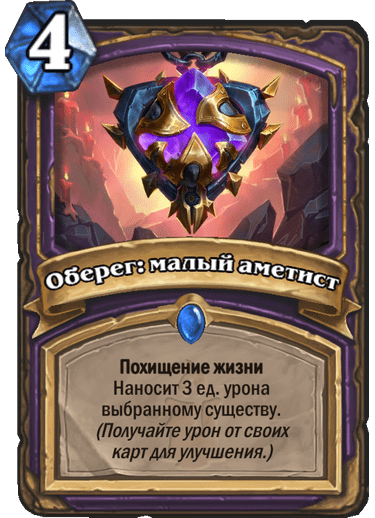 4
Оберег: малый аметист
Похищение жизни
Наносит 3 ед. урона
выбранному существу.
(Получайте урон от своих
карт для улучшения.)